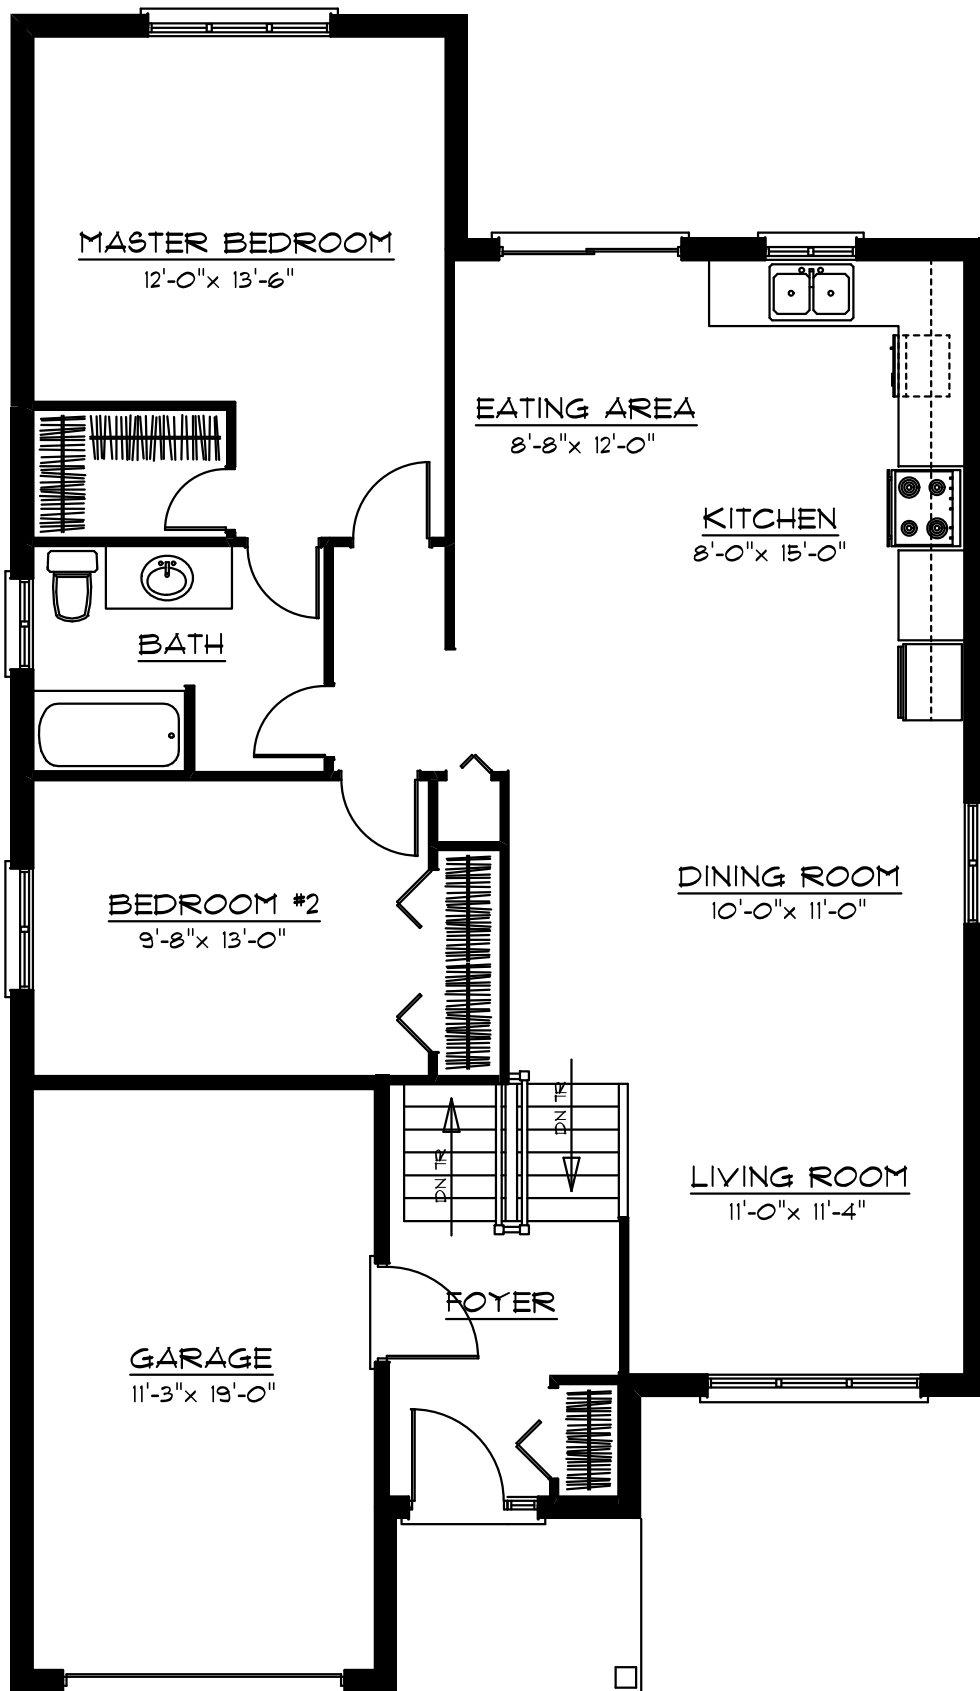 MASTER BEDROOM
12'-0"x 13'-6"
EATING AREA
8'-8"x 12'-0"
KITCHEN
8'-0"x 15'-0"
BATH
DINING ROOM
10'-0"x 11'-0"
BEDROOM #2
9'-8"x 13'-0"
DN 7R
DN 7R
LIVING ROOM
11'-0"x 11'-4"
FOYER
GARAGE
11'-3"x 19'-0"